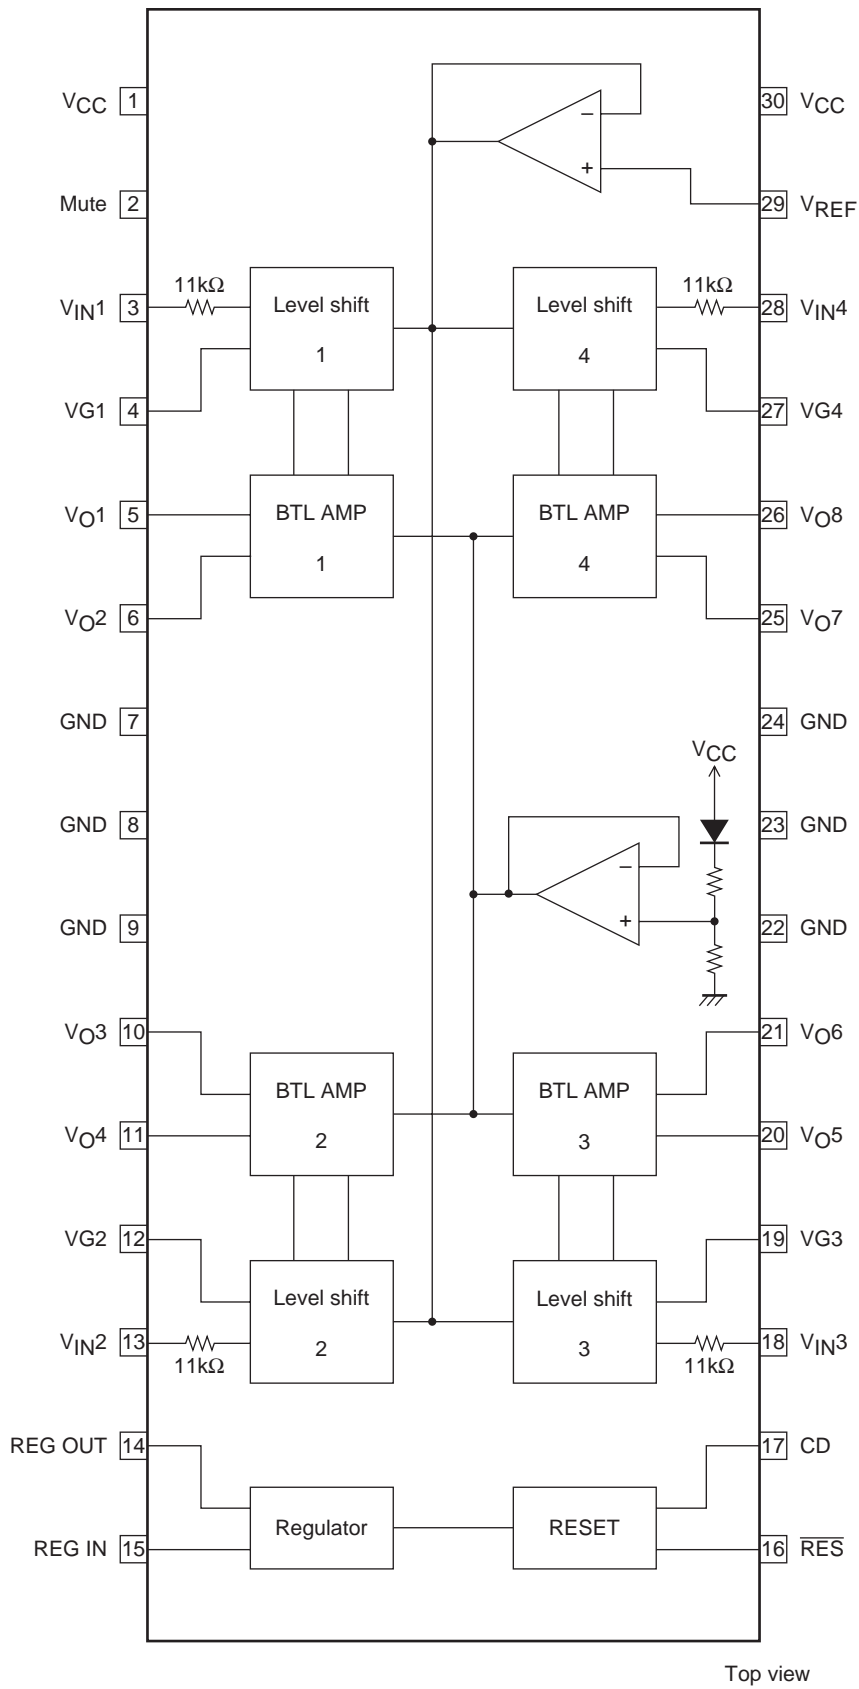 VCC 1
30 VCC
Mute 2
29 VREF
−
+
11kΩ
11kΩ
VIN1 3
Level shift
1
Level shift
4
28 VIN4
VG1 4
27 VG4
VO1 5
BTL AMP
1
BTL AMP
4
26 VO8
VO2 6
25 VO7
GND 7
24 GND
VCC
GND 8
23 GND
−
+
GND 9
22 GND
VO3 10
21 VO6
BTL AMP
2
BTL AMP
3
VO4 11
20 VO5
VG2 12
19 VG3
Level shift
2
Level shift
3
VIN2 13
18 VIN3
11kΩ
11kΩ
REG OUT 14
17 CD
Regulator
RESET
REG IN 15
16 RES
Top view